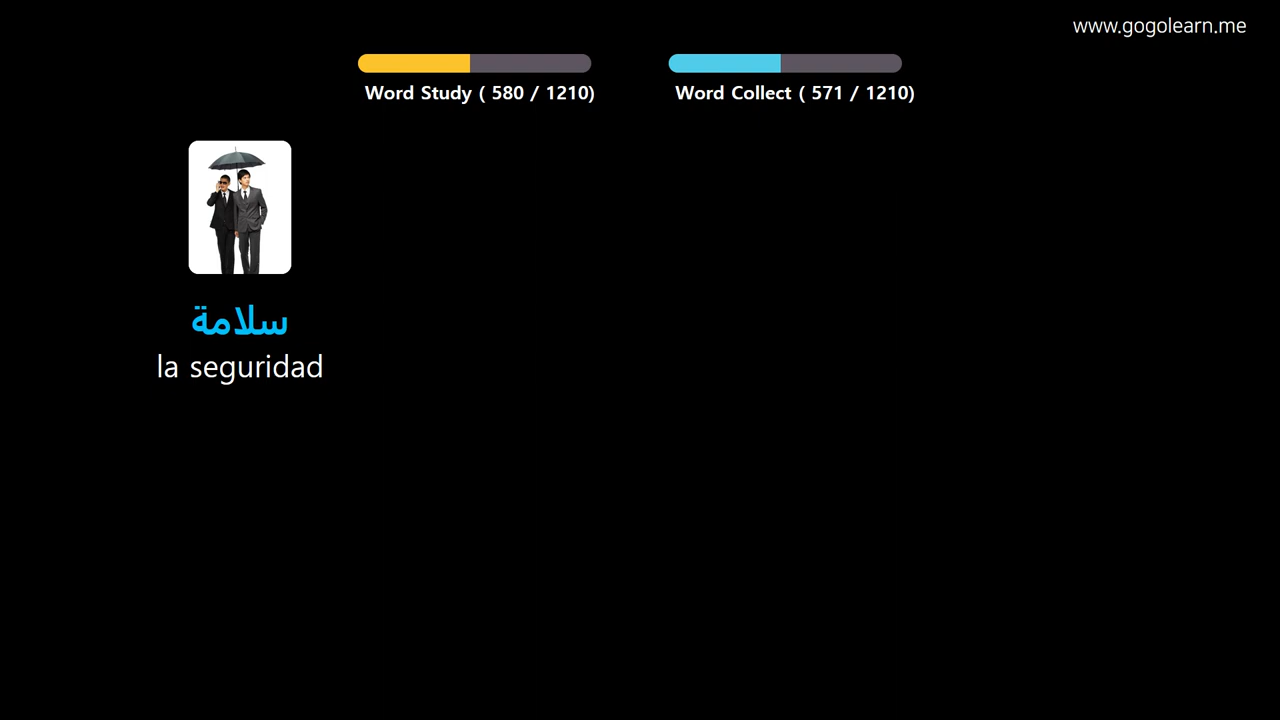 www.gogolearn.me
Word Study ( 580 / 1210)
Word Collect ( 571 / 1210)
سلامة
la seguridad